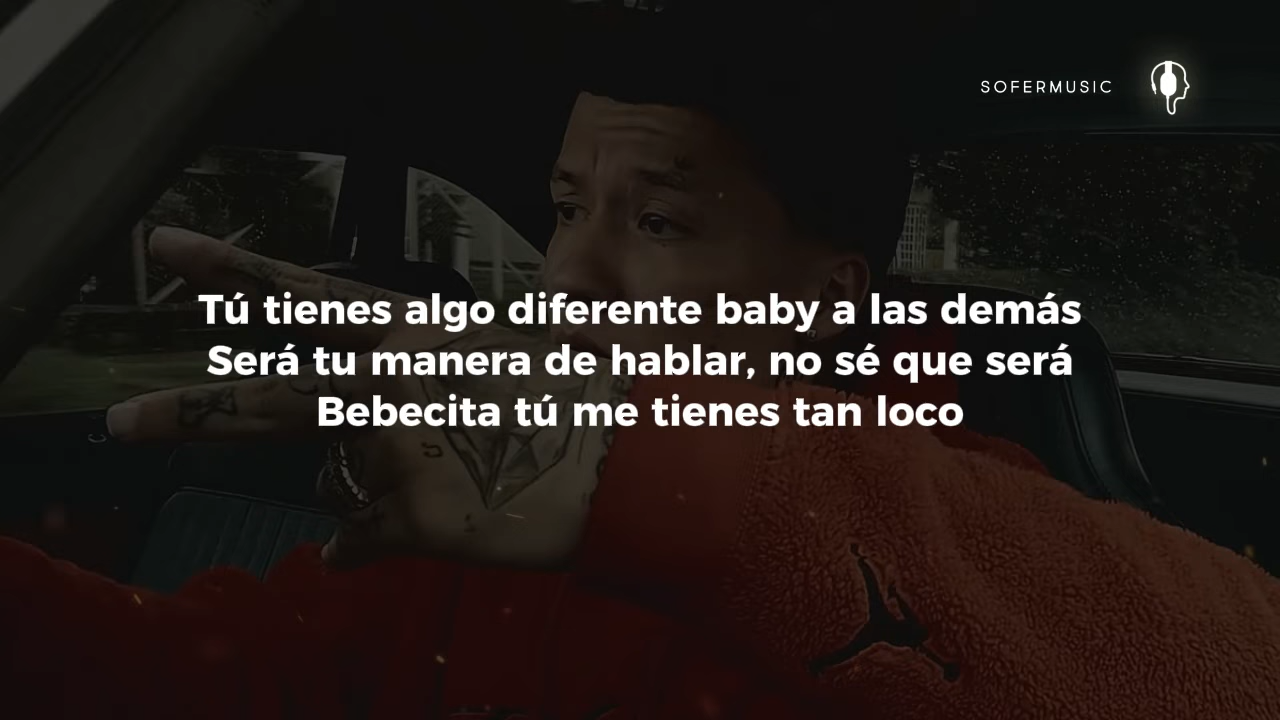 SOFERMUSIC
Tú tienes algo diferente baby a las demás
Será tu manera de hablar, no sé que será
Bebecita tú me tienes tan loco